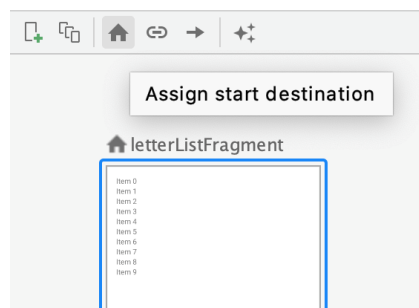 Assign start destination
letterListFragment
Item 0
Item 1
Item 2
Item 3
Item 4
Item 5
Item 6
Item 7
Item 8
Item 9